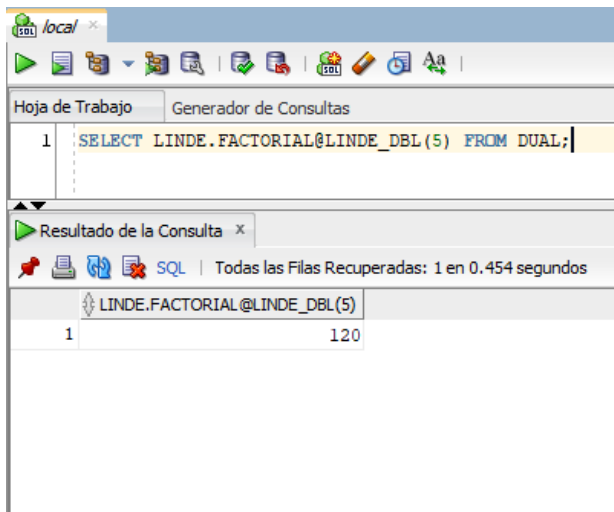 local
Hoja de Trabajo Generador de Consultas
1 SELECT LINDE.FACTORIAL@LINDE_DBL(5) FROM DUAL;
Resultado de la Consulta x
SQL | Todas las Filas Recuperadas: 1 en 0.454 segundos
LINDE.FACTORIAL@LINDE_DBL(5)
1 120